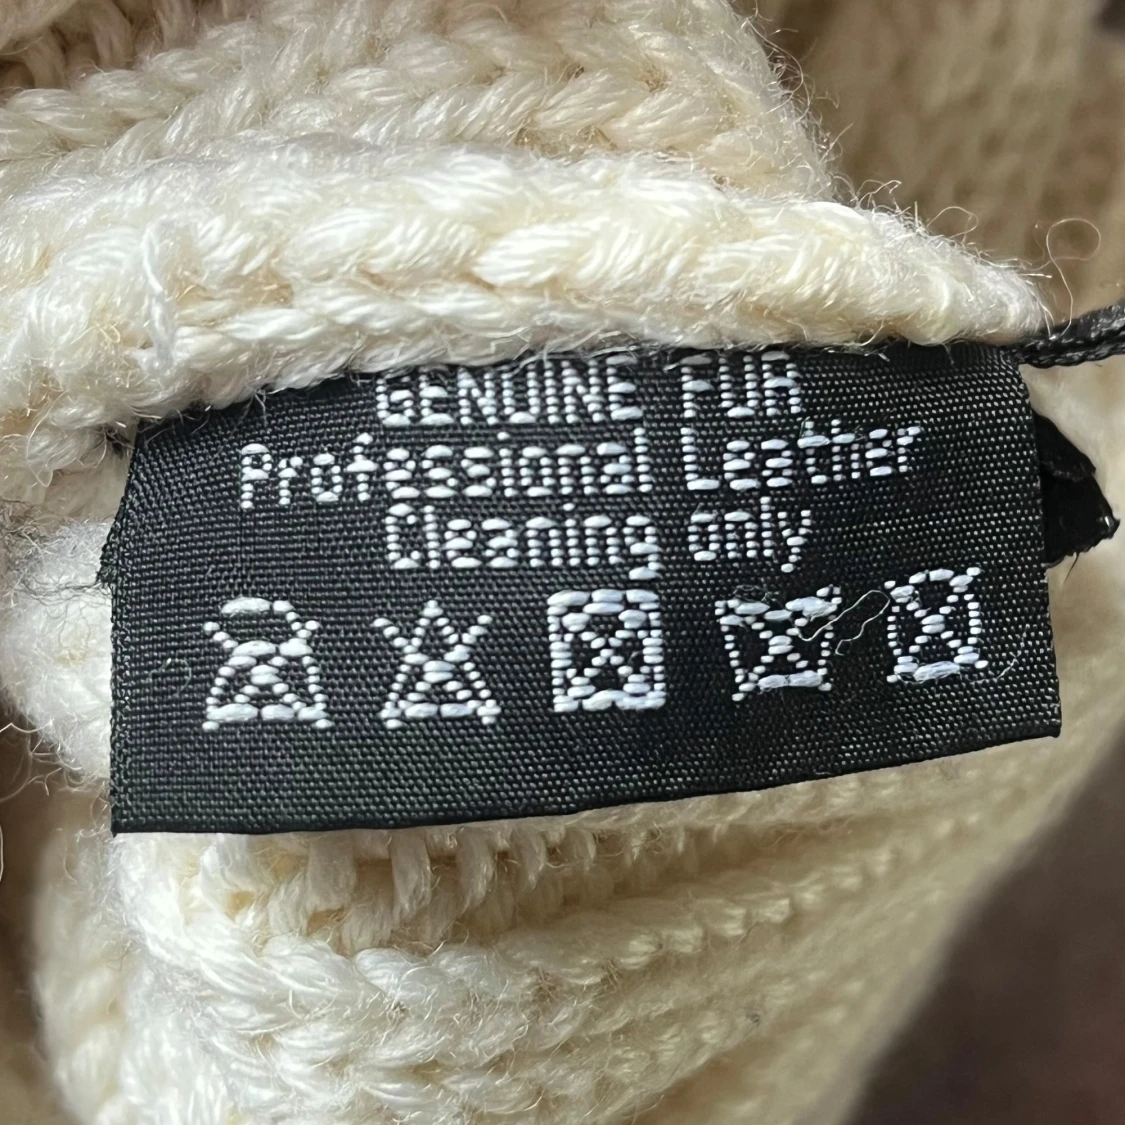 GENUINE FUR
Professional Leather
Cleaning only